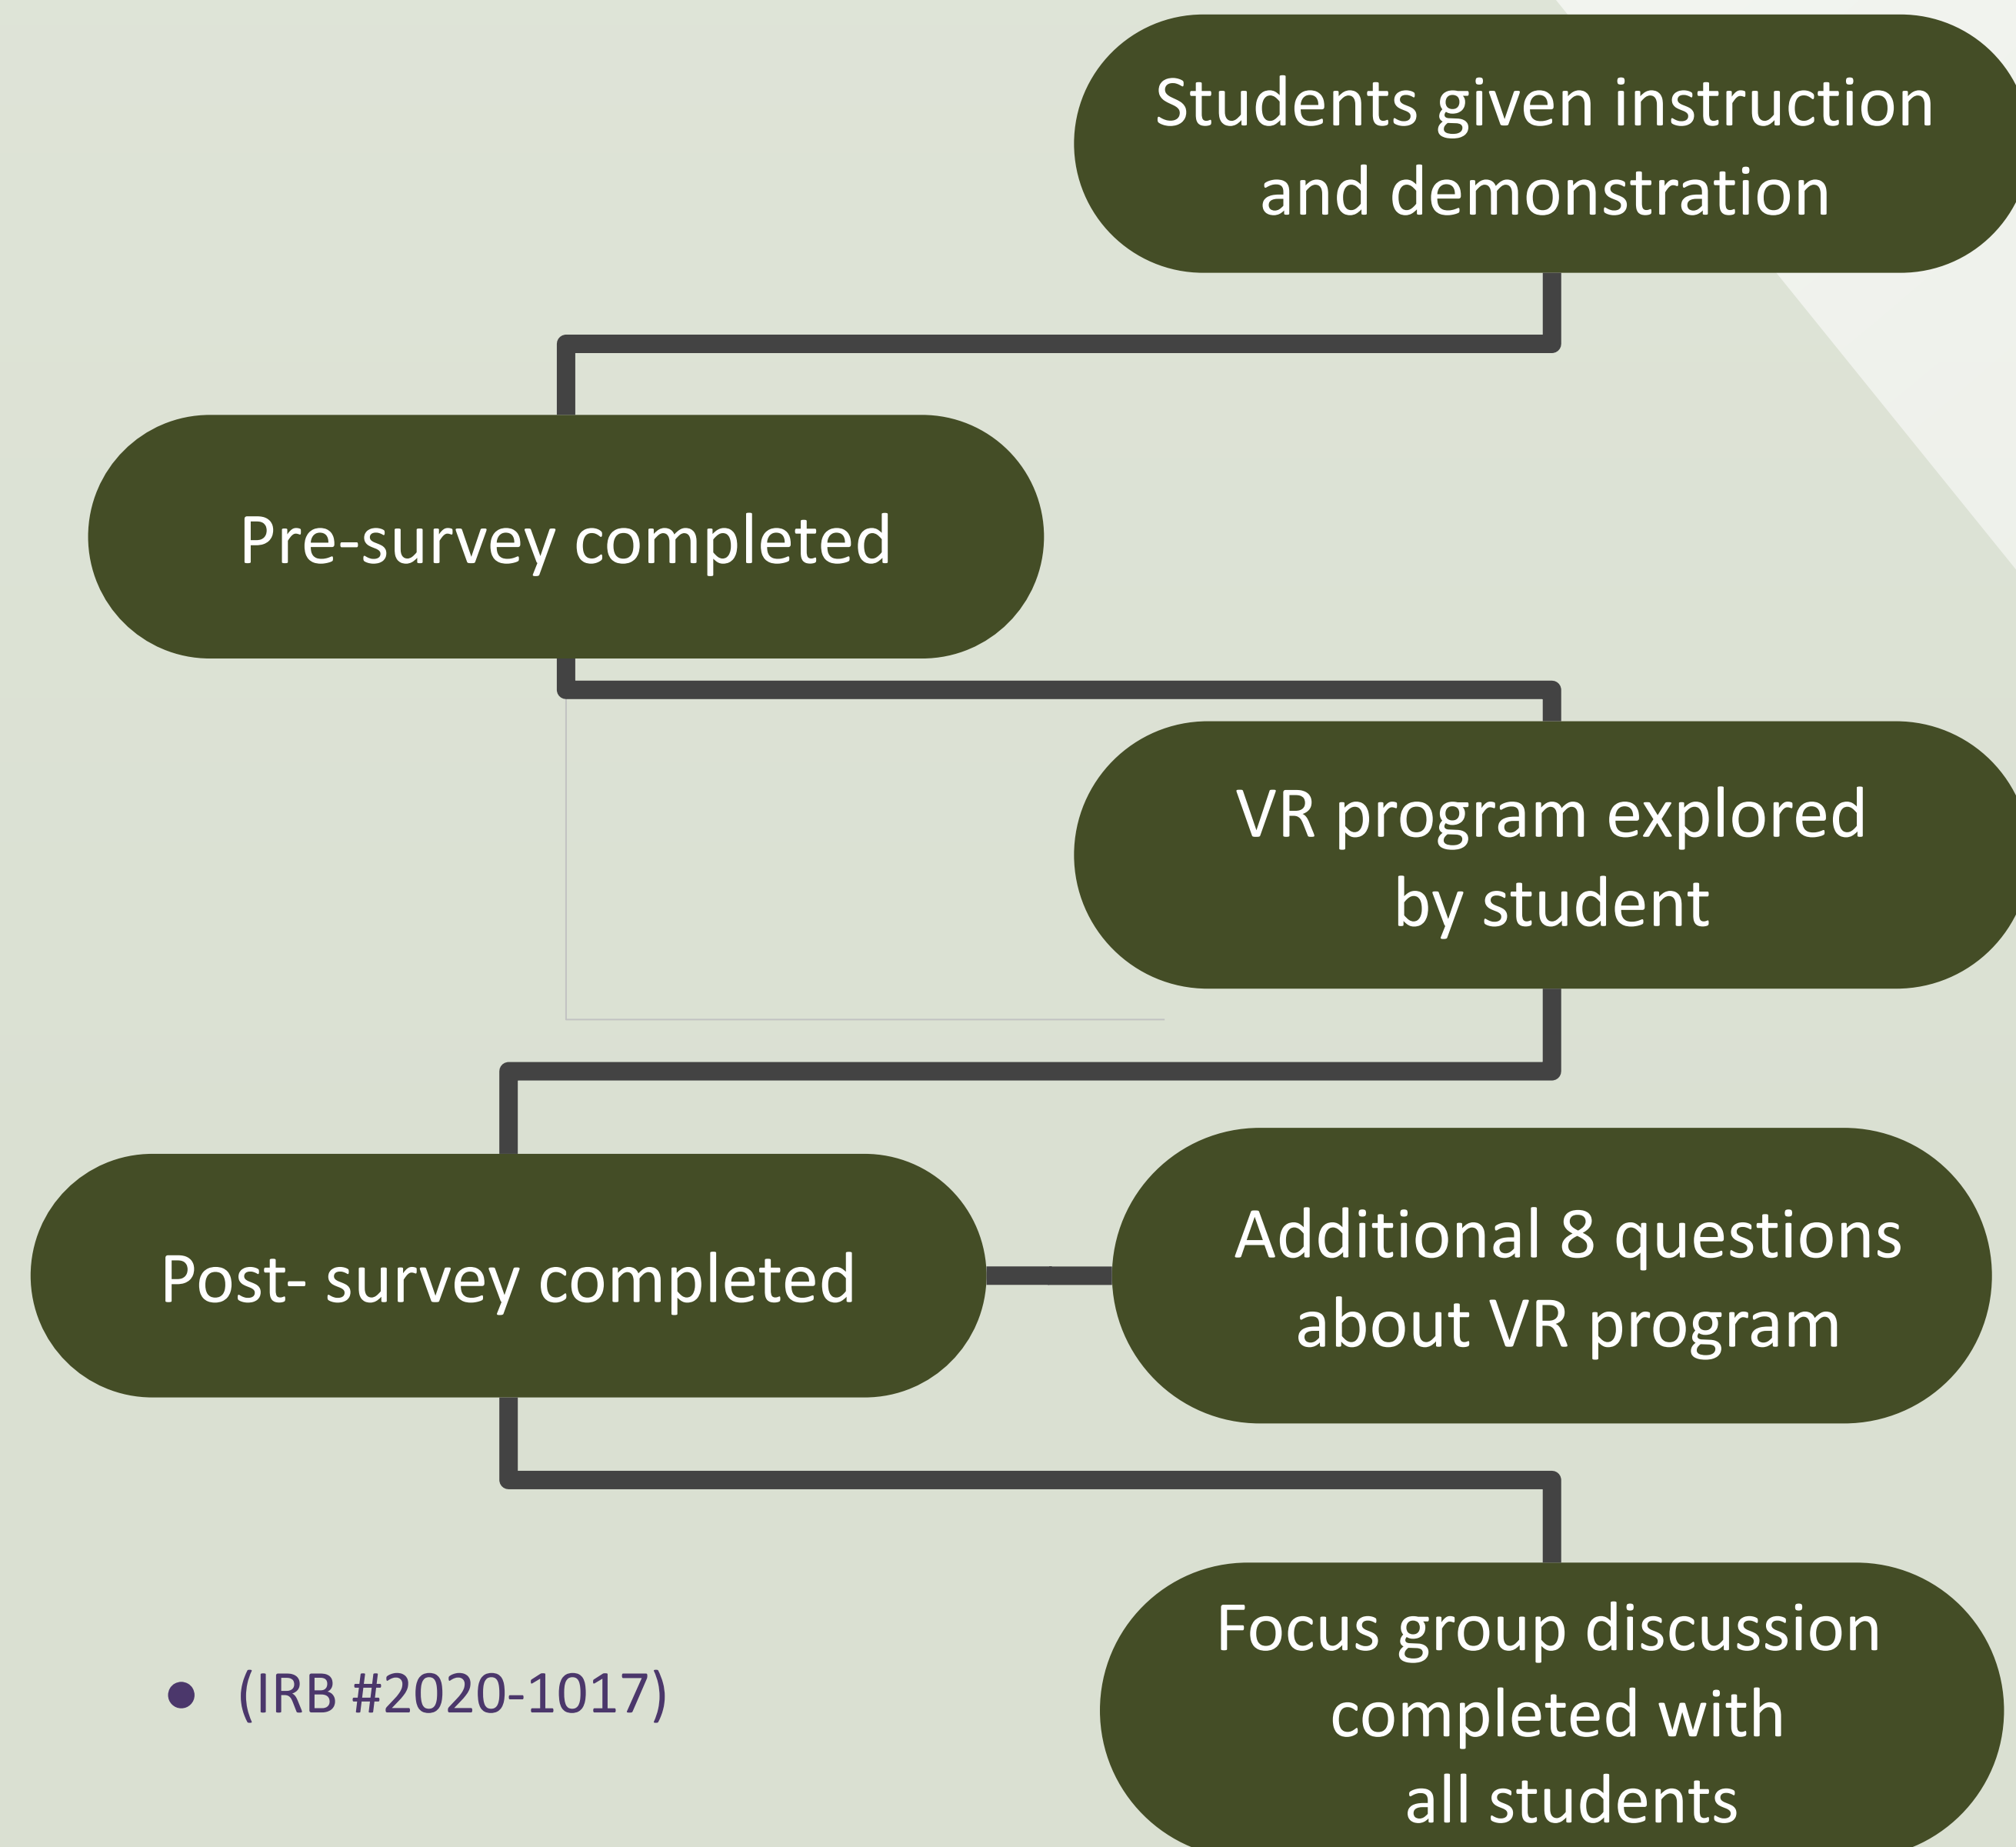 Students given instruction
and demonstration
Pre-survey completed
VR program explored
by student
Post- survey completed
Additional 8 questions
about VR program
Focus group discussion
completed with
all students
• (IRB #2020-1017)